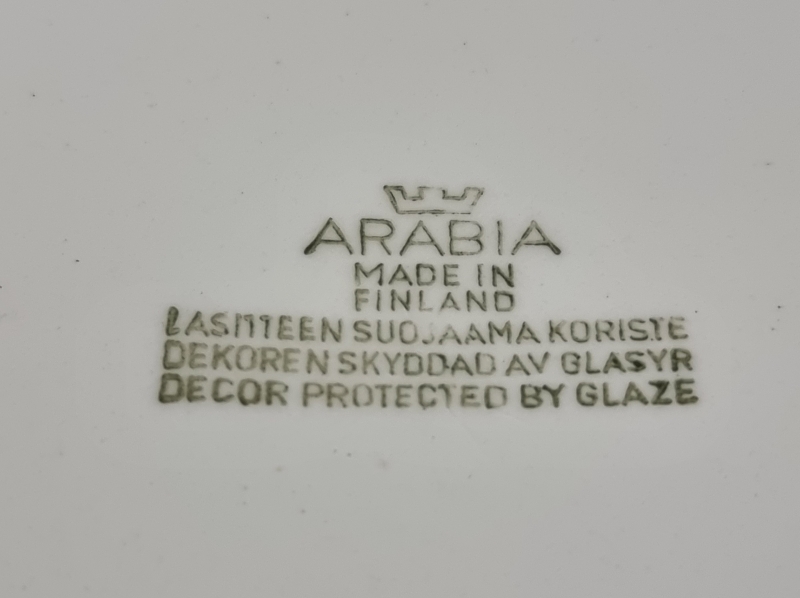 ARABIA
MADE IN
FINLAND
LASITTEEN SUOJAAMA KORISTE
DEKOREN SKYDDAD AV GLASYR
DECOR PROTECTED BY GLAZE